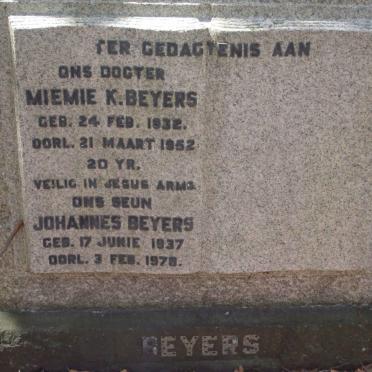 TER GEDAGTENIS AAN
ONS DOGTER
MIEMIE K. BEYERS
GEB. 24 FEB. 1932.
OORL. 21 MAART 1952
20 YR.
VEILIG IN JESUS ARMS.
ONS SEUN
JOHANNES BEYERS
GEB. 17 JUNIE 1937
OORL. 3 FEB. 1978.
BEYERS